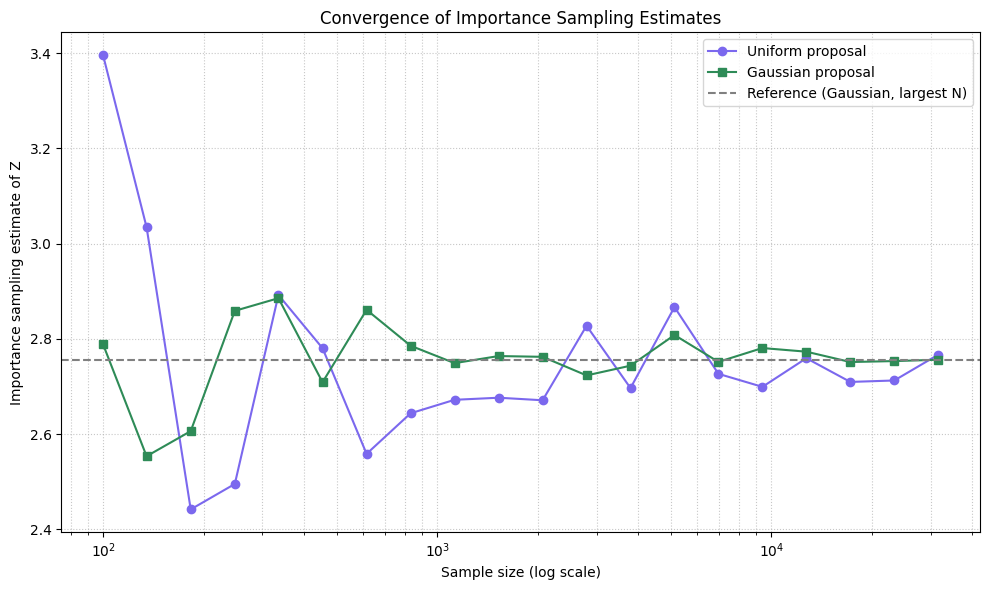 Convergence of Importance Sampling Estimates
Importance sampling estimate of Z
3.4
3.2
3.0
2.8
2.6
2.4
Uniform proposal
Gaussian proposal
Reference (Gaussian, largest N)
10²
10³
10⁴
Sample size (log scale)